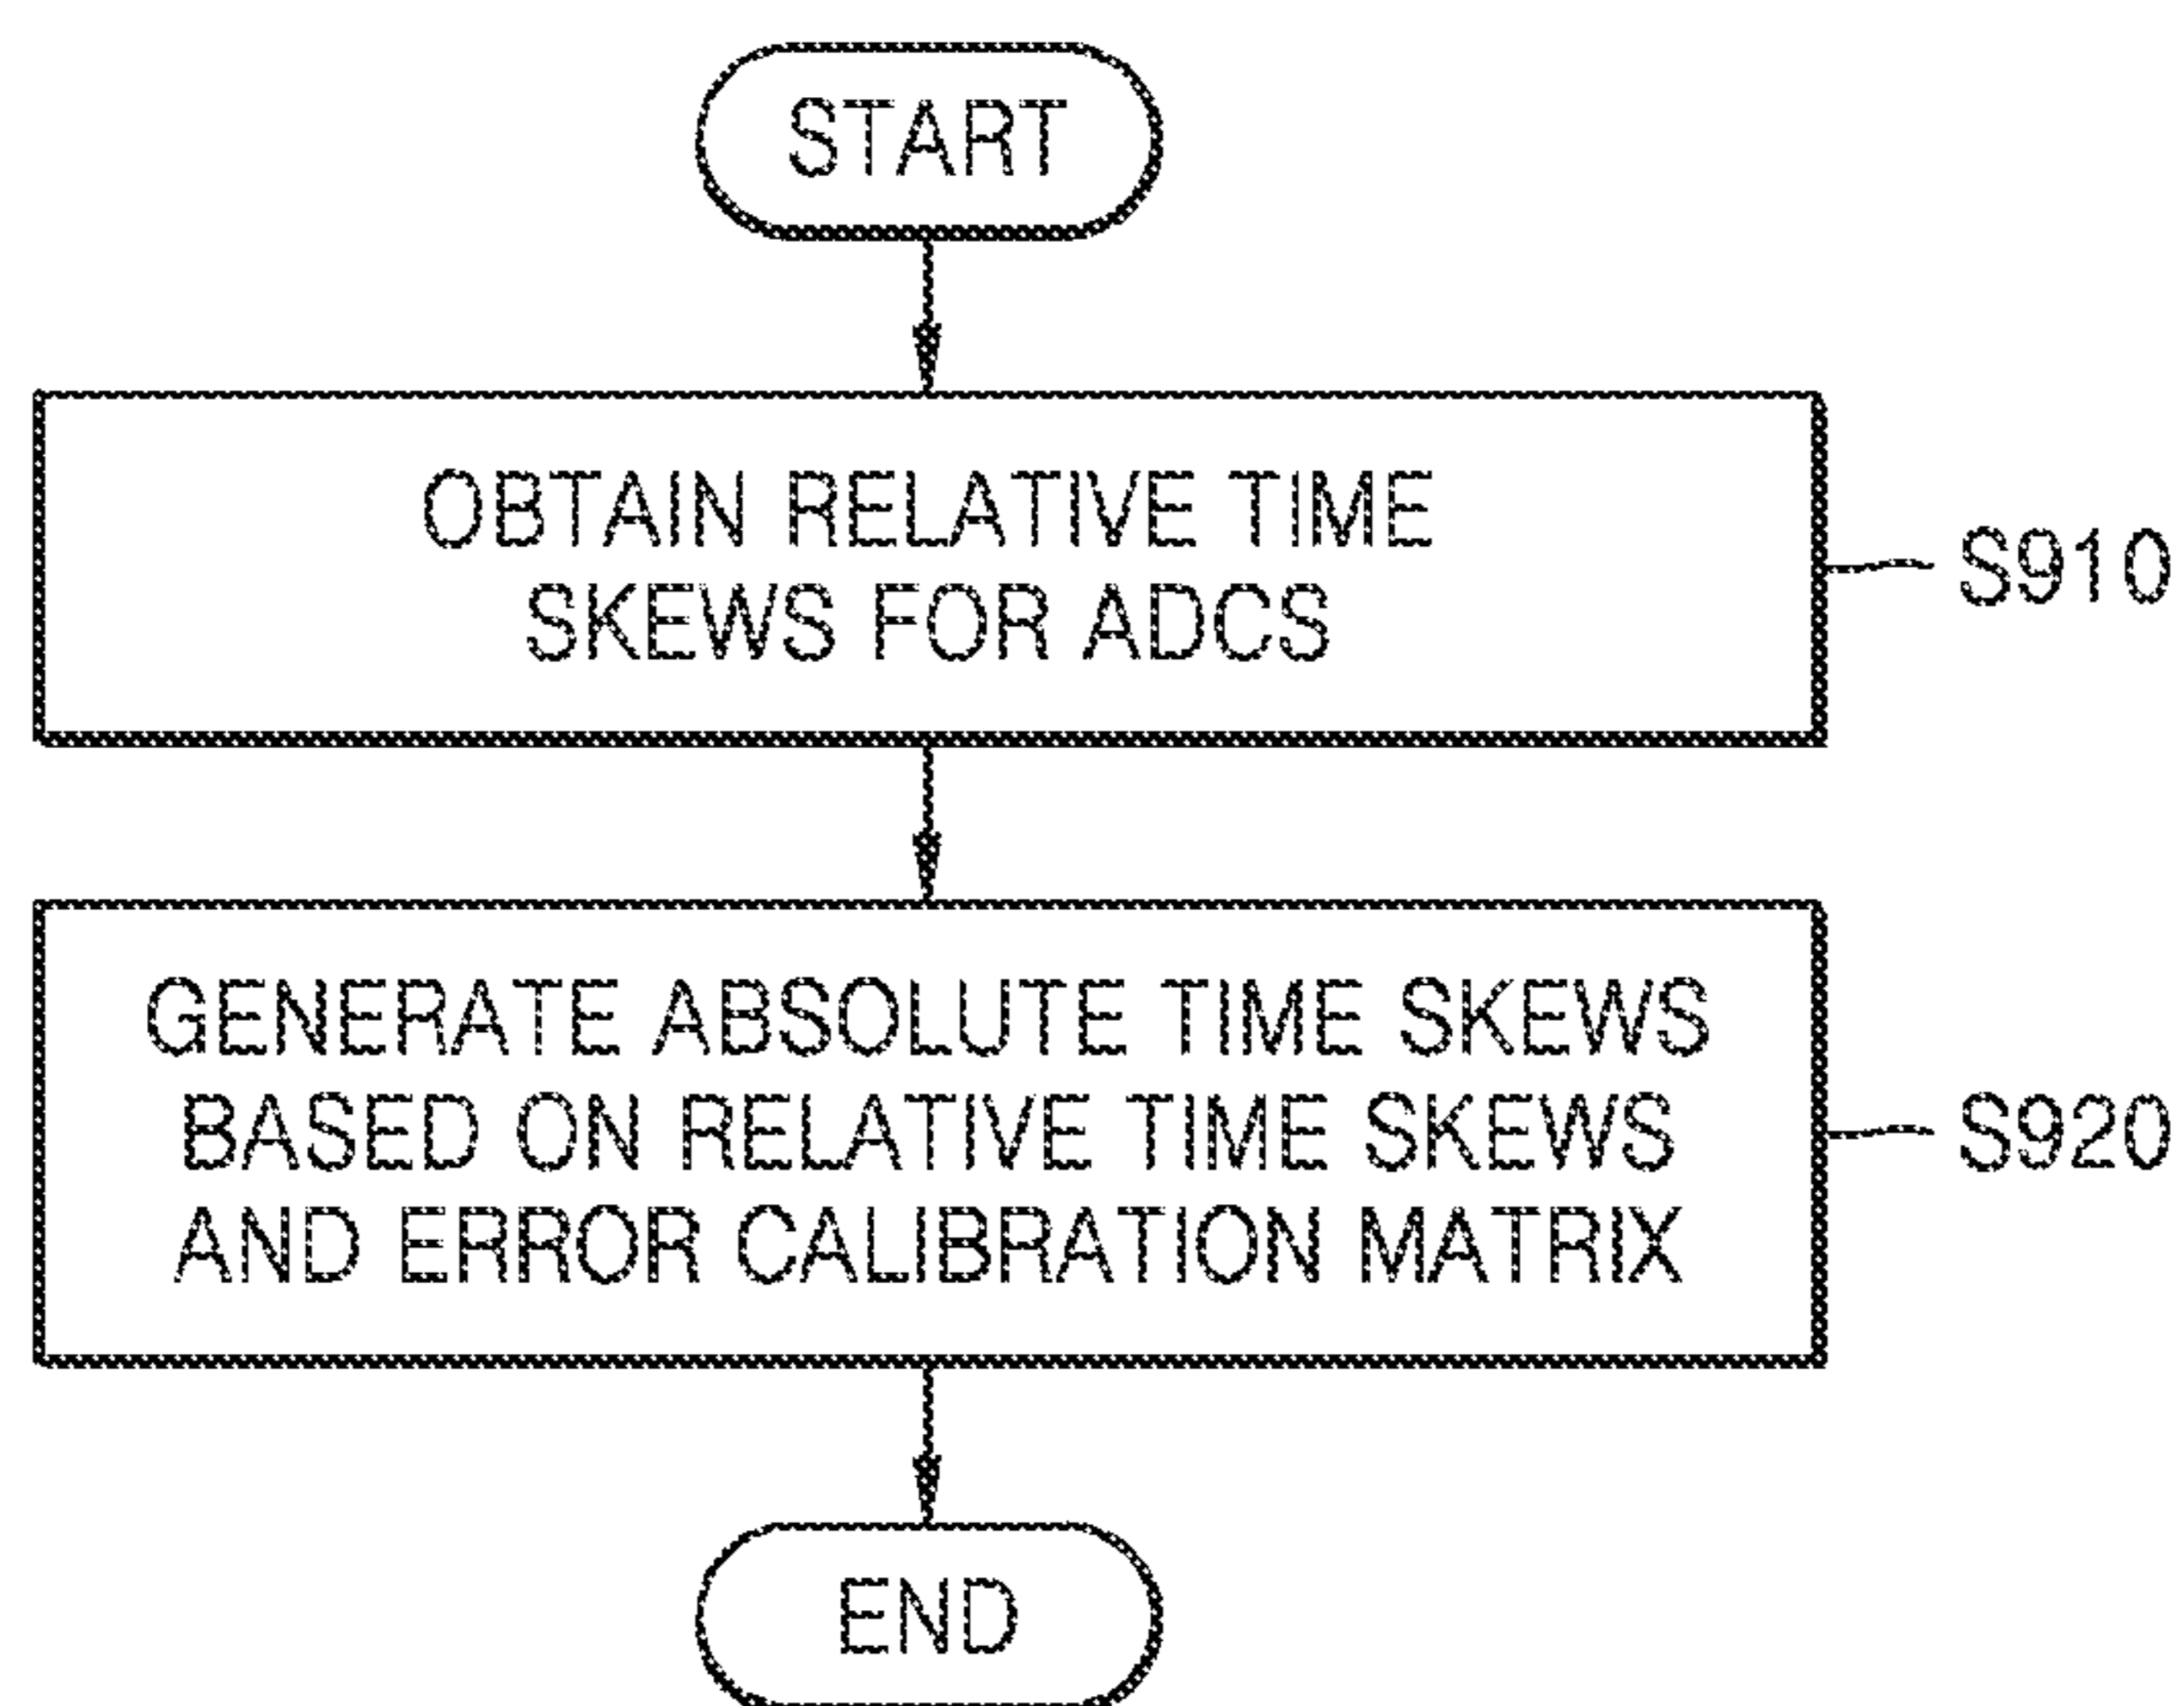 START
OBTAIN RELATIVE TIME
SKEWS FOR ADCS
S910
GENERATE ABSOLUTE TIME SKEWS
BASED ON RELATIVE TIME SKEWS
AND ERROR CALIBRATION MATRIX
S920
END